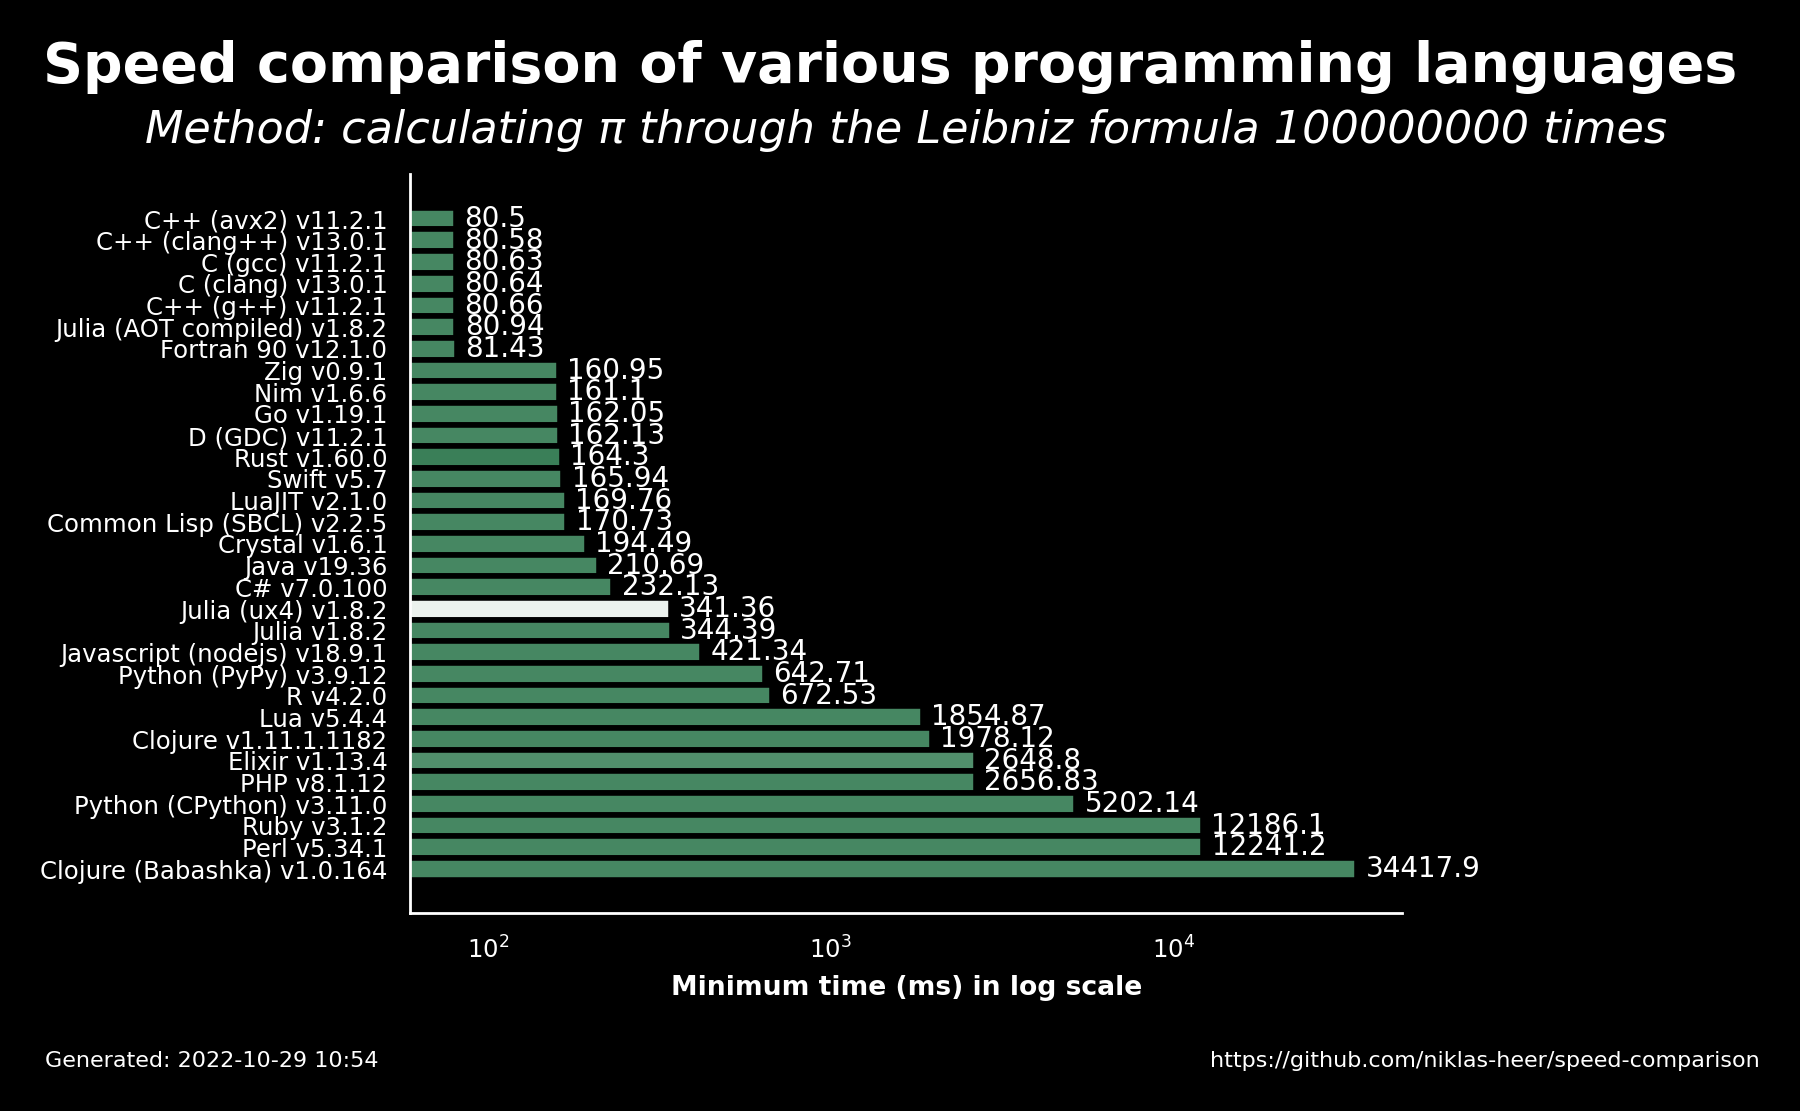 Speed comparison of various programming languages
Method: calculating π through the Leibniz formula 100000000 times
C++ (avx2) v11.2.1 80.5
C++ (clang++) v13.0.1 80.58
C (gcc) v11.2.1 80.63
C (clang) v13.0.1 80.64
C++ (g++) v11.2.1 80.66
Julia (AOT compiled) v1.8.2 80.94
Fortran 90 v12.1.0 81.43
Zig v0.9.1 160.95
Nim v1.6.6 161.1
Go v1.19.1 162.05
D (GDC) v11.2.1 162.13
Rust v1.60.0 164.3
Swift v5.7 165.94
LuaJIT v2.1.0 169.76
Common Lisp (SBCL) v2.2.5 170.73
Crystal v1.6.1 194.49
Java v19.36 210.69
C# v7.0.100 232.13
Julia (ux4) v1.8.2 341.36
Julia v1.8.2 344.39
Javascript (nodejs) v18.9.1 421.34
Python (PyPy) v3.9.12 642.71
R v4.2.0 672.53
Lua v5.4.4 1854.87
Clojure v1.11.1.1182 1978.12
Elixir v1.13.4 2648.8
PHP v8.1.12 2656.83
Python (CPython) v3.11.0 5202.14
Ruby v3.1.2 12186.1
Perl v5.34.1 12241.2
Clojure (Babashka) v1.0.164 34417.9
10² 10³ 10⁴
Minimum time (ms) in log scale
Generated: 2022-10-29 10:54 https://github.com/niklas-heer/speed-comparison